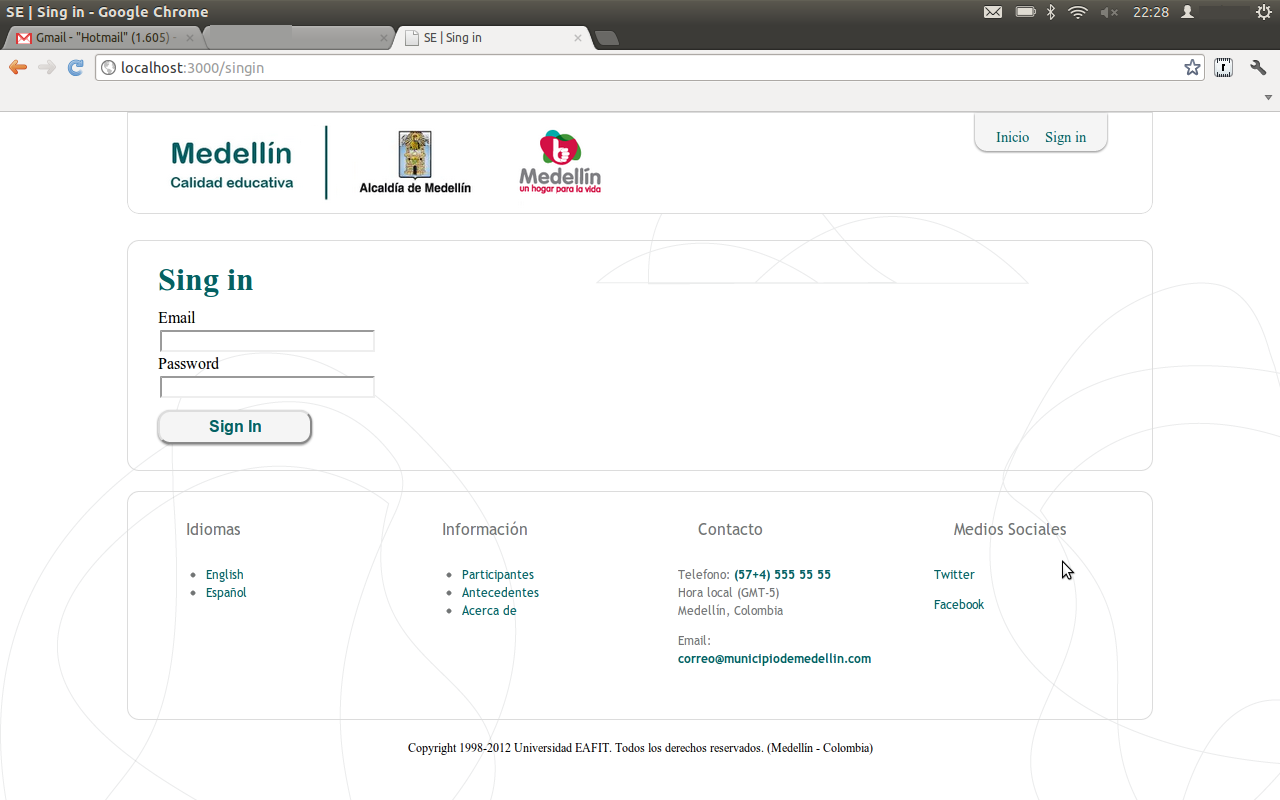 SE | Sing in - Google Chrome
22:28
Gmail - "Hotmail" (1.605) -
SE | Sing in
localhost:3000/singin
Medellín
Calidad educativa
Alcaldía de Medellín
Medellín
un hogar para la vida
Inicio Sign in
Sing in
Email
Password
Sign In
Idiomas
English
Español
Información
Participantes
Antecedentes
Acerca de
Contacto
Telefono: (57+4) 555 55 55
Hora local (GMT-5)
Medellín, Colombia
Email:
correo@municipiodemedellin.com
Medios Sociales
Twitter
Facebook
Copyright 1998-2012 Universidad EAFIT. Todos los derechos reservados. (Medellín - Colombia)